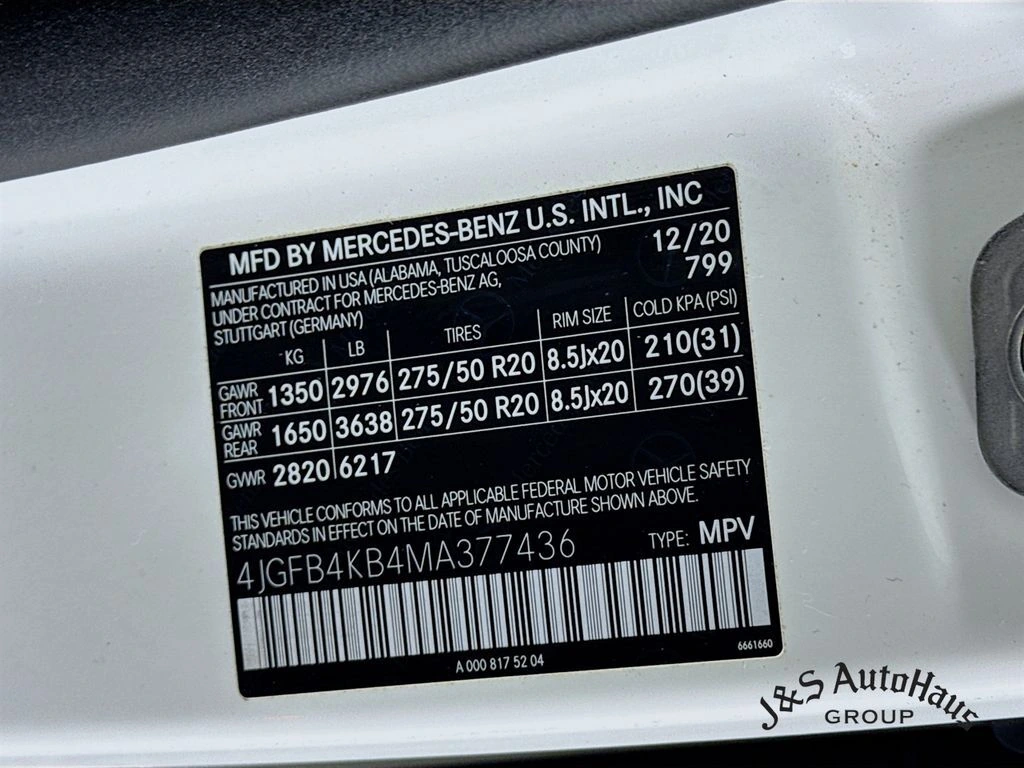 MFD BY MERCEDES-BENZ U.S. INTL., INC
MANUFACTURED IN USA (ALABAMA, TUSCALOOSA COUNTY) 12/20
UNDER CONTRACT FOR MERCEDES-BENZ AG, 799
STUTTGART (GERMANY)
KG LB TIRES RIM SIZE COLD KPA (PSI)
GAWR FRONT 1350 2976 275/50 R20 8.5Jx20 210(31)
GAWR REAR 1650 3638 275/50 R20 8.5Jx20 270(39)
GVWR 2820 6217
THIS VEHICLE CONFORMS TO ALL APPLICABLE FEDERAL MOTOR VEHICLE SAFETY
STANDARDS IN EFFECT ON THE DATE OF MANUFACTURE SHOWN ABOVE.
4JGFB4KB4MA377436 TYPE: MPV
A 000 817 52 04 6661660
J&S AutoHaus
GROUP